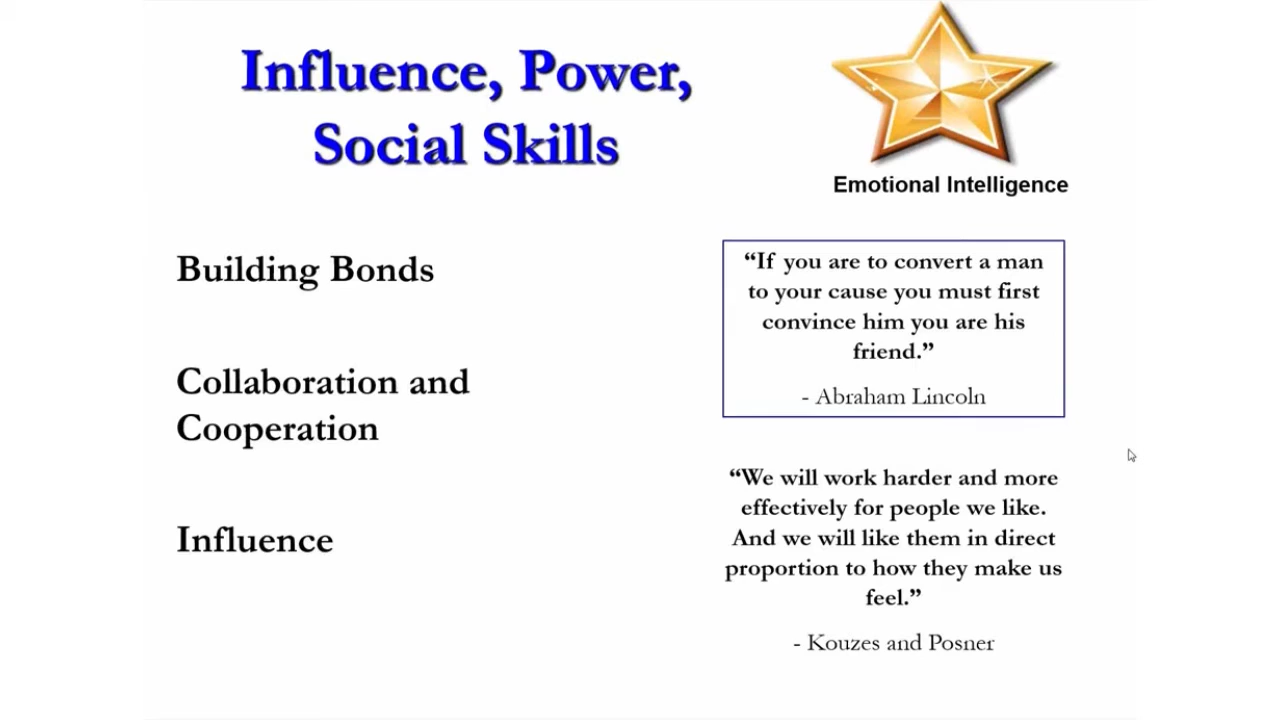 Influence, Power,
Social Skills
Emotional Intelligence
Building Bonds
Collaboration and
Cooperation
Influence
“If you are to convert a man
to your cause you must first
convince him you are his
friend.”
- Abraham Lincoln
“We will work harder and more
effectively for people we like.
And we will like them in direct
proportion to how they make us
feel.”
- Kouzes and Posner